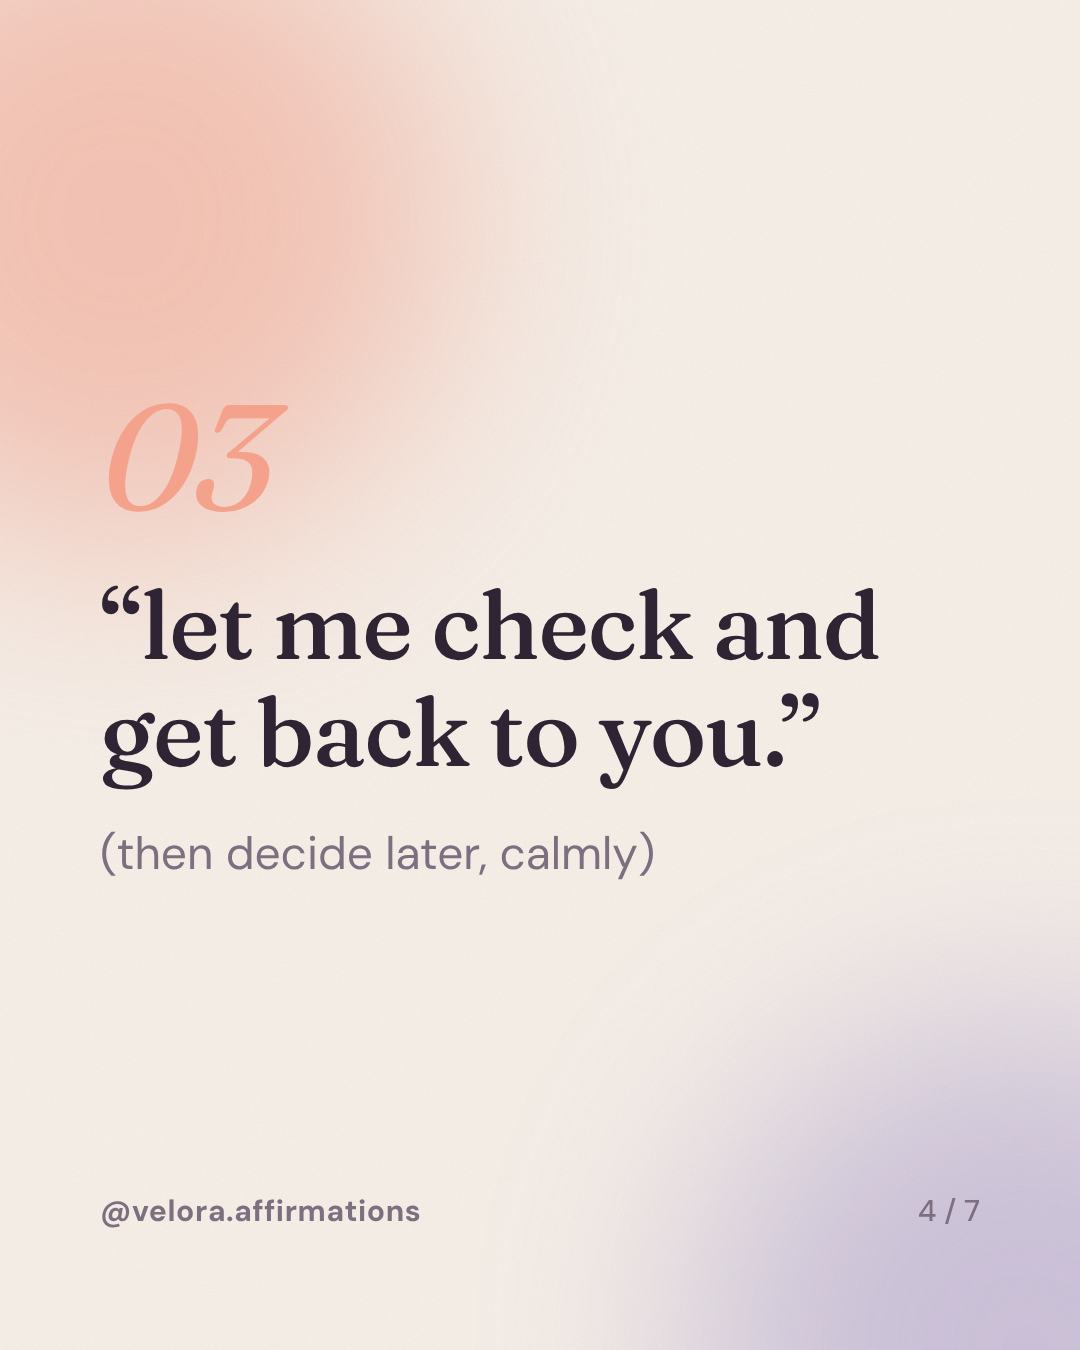 03
“let me check and
get back to you.”
(then decide later, calmly)
@velora.affirmations
4 / 7